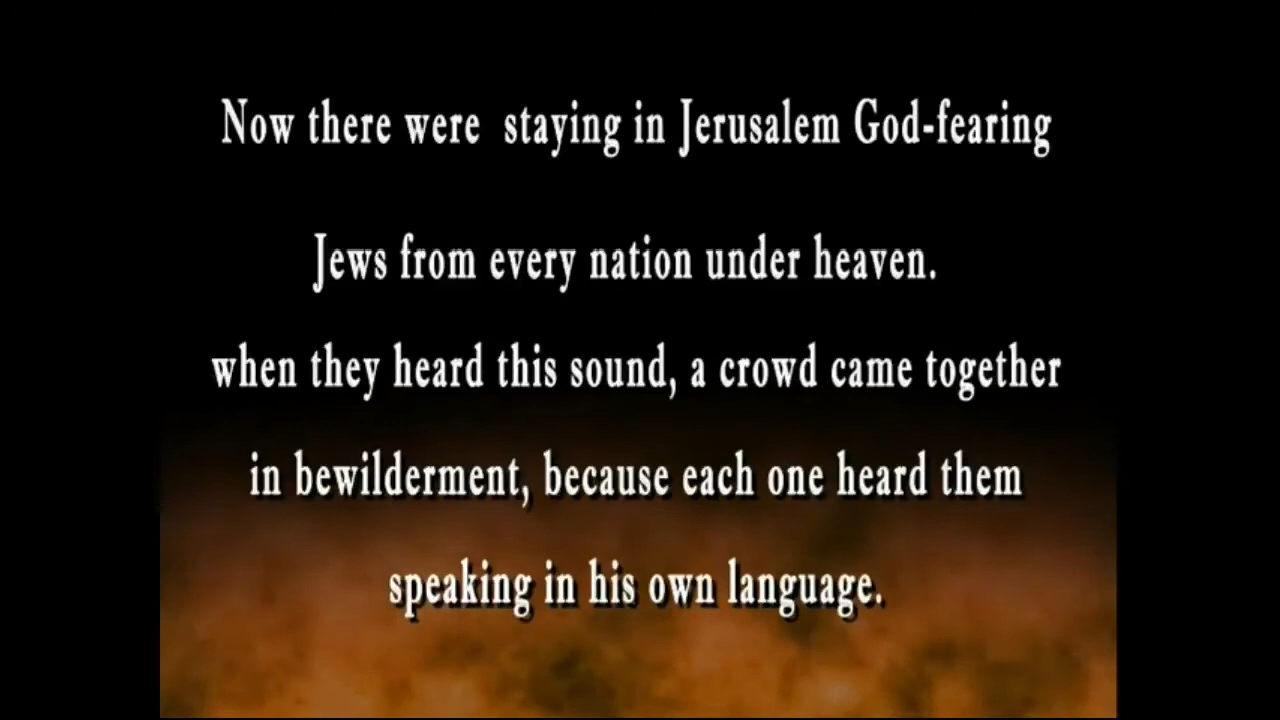 Now there were  staying in Jerusalem God-fearing
Jews from every nation under heaven.
when they heard this sound, a crowd came together
in bewilderment, because each one heard them
speaking in his own language.